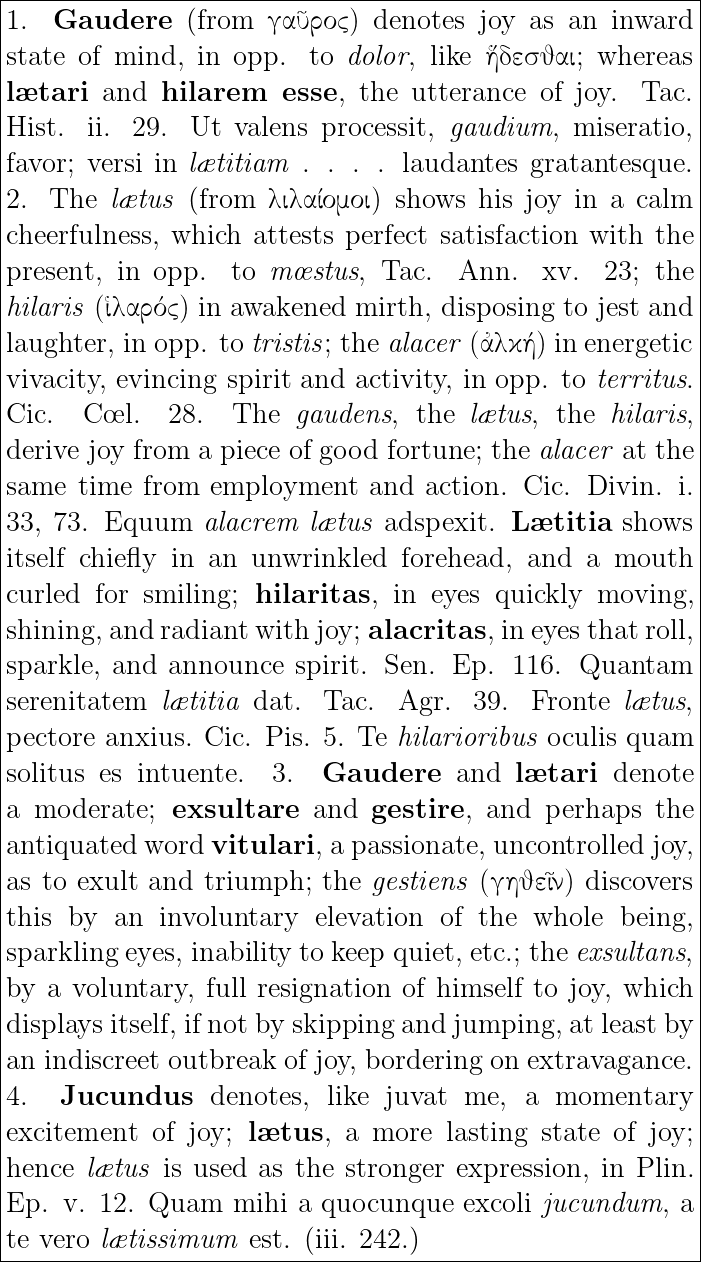 1. Gaudere (from γαῦρος) denotes joy as an inward
state of mind, in opp. to dolor, like ἥδεσϑαι; whereas
lætari and hilarem esse, the utterance of joy. Tac.
Hist. ii. 29. Ut valens processit, gaudium, miseratio,
favor; versi in lætitiam . . . . laudantes gratantesque.
2. The lætus (from λιλαίομοι) shows his joy in a calm
cheerfulness, which attests perfect satisfaction with the
present, in opp. to mœstus, Tac. Ann. xv. 23; the
hilaris (ἱλαρός) in awakened mirth, disposing to jest and
laughter, in opp. to tristis; the alacer (ἀλκή) in energetic
vivacity, evincing spirit and activity, in opp. to territus.
Cic. Cœl. 28. The gaudens, the lætus, the hilaris,
derive joy from a piece of good fortune; the alacer at the
same time from employment and action. Cic. Divin. i.
33, 73. Equum alacrem lætus adspexit. Lætitia shows
itself chiefly in an unwrinkled forehead, and a mouth
curled for smiling; hilaritas, in eyes quickly moving,
shining, and radiant with joy; alacritas, in eyes that roll,
sparkle, and announce spirit. Sen. Ep. 116. Quantam
serenitatem lætitia dat. Tac. Agr. 39. Fronte lætus,
pectore anxius. Cic. Pis. 5. Te hilarioribus oculis quam
solitus es intuente. 3. Gaudere and lætari denote
a moderate; exsultare and gestire, and perhaps the
antiquated word vitulari, a passionate, uncontrolled joy,
as to exult and triumph; the gestiens (γηϑεῖν) discovers
this by an involuntary elevation of the whole being,
sparkling eyes, inability to keep quiet, etc.; the exsultans,
by a voluntary, full resignation of himself to joy, which
displays itself, if not by skipping and jumping, at least by
an indiscreet outbreak of joy, bordering on extravagance.
4. Jucundus denotes, like juvat me, a momentary
excitement of joy; lætus, a more lasting state of joy;
hence lætus is used as the stronger expression, in Plin.
Ep. v. 12. Quam mihi a quocunque excoli jucundum, a
te vero lætissimum est. (iii. 242.)